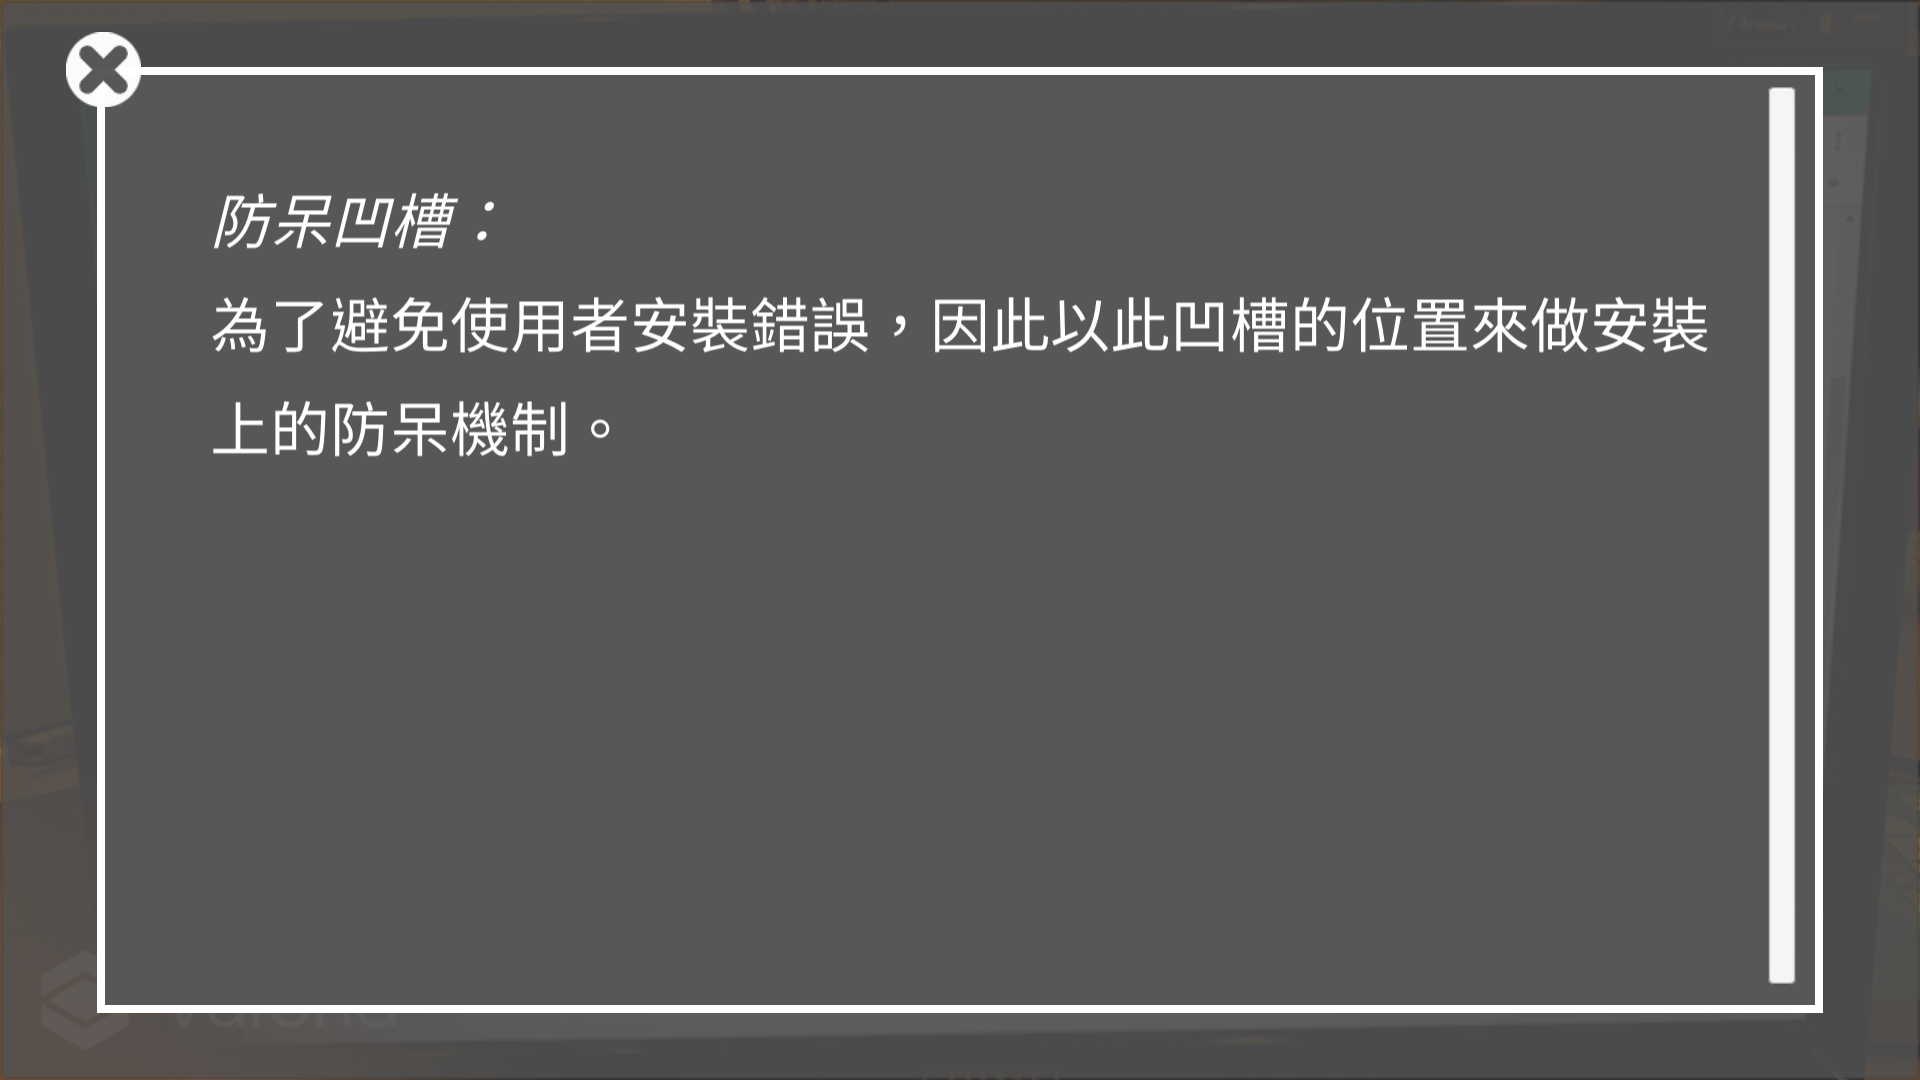 防呆凹槽：
為了避免使用者安裝錯誤，因此以此凹槽的位置來做安裝
上的防呆機制。